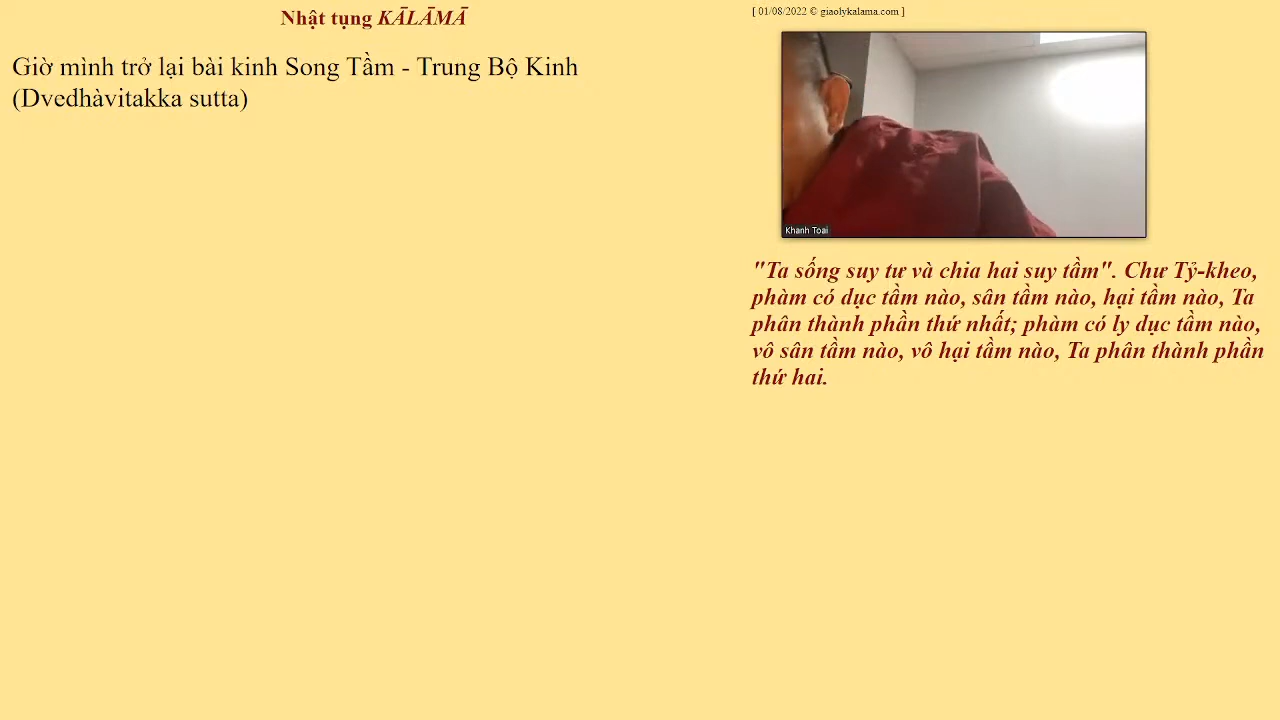 Nhật tụng KĀLĀMĀ
Giờ mình trở lại bài kinh Song Tầm - Trung Bộ Kinh
(Dvedhàvitakka sutta)
[ 01/08/2022 © giaolykalama.com ]
Khanh Toai
"Ta sống suy tư và chia hai suy tầm". Chư Tỷ-kheo,
phàm có dục tầm nào, sân tầm nào, hại tầm nào, Ta
phân thành phần thứ nhất; phàm có ly dục tầm nào,
vô sân tầm nào, vô hại tầm nào, Ta phân thành phần
thứ hai.